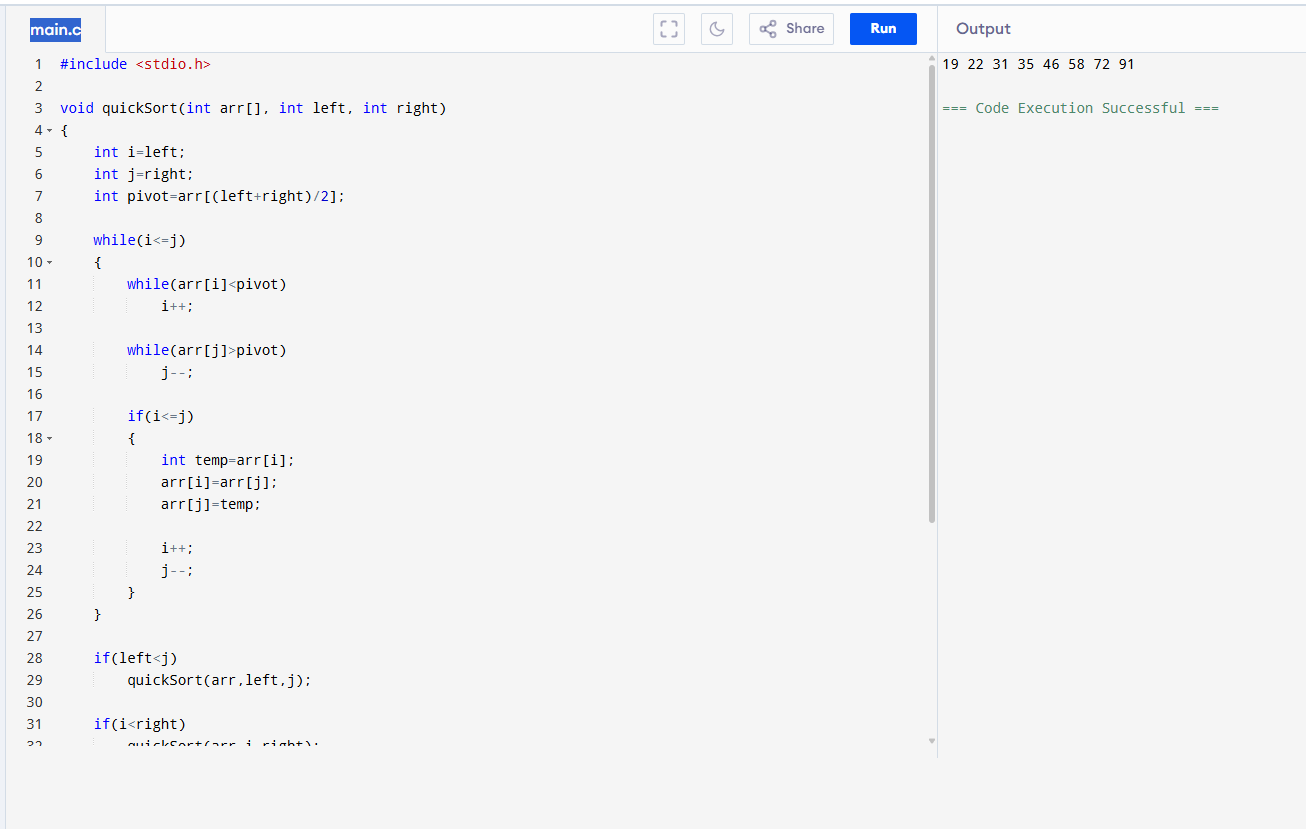 main.c
Share
Run
Output
1 #include <stdio.h>
2
3 void quickSort(int arr[], int left, int right)
4 {
5     int i=left;
6     int j=right;
7     int pivot=arr[(left+right)/2];
8
9     while(i<=j)
10     {
11         while(arr[i]<pivot)
12             i++;
13
14         while(arr[j]>pivot)
15             j--;
16
17         if(i<=j)
18         {
19             int temp=arr[i];
20             arr[i]=arr[j];
21             arr[j]=temp;
22
23             i++;
24             j--;
25         }
26     }
27
28     if(left<j)
29         quickSort(arr,left,j);
30
31     if(i<right)
32         quickSort(arr,i,right);
19 22 31 35 46 58 72 91
=== Code Execution Successful ===